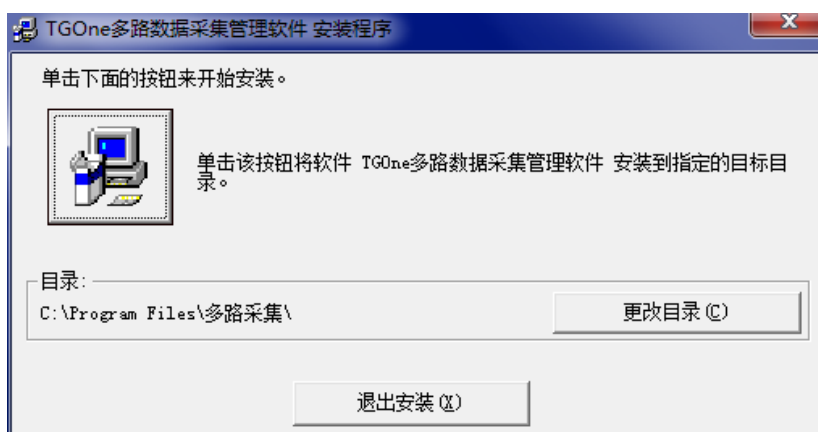 TGOne多路数据采集管理软件 安装程序
单击下面的按钮来开始安装。
单击该按钮将软件 TGOne多路数据采集管理软件 安装到指定的目标目
录。
目录:
C:\Program Files\多路采集\
更改目录(C)
退出安装(X)